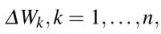 ΔW_k, k = 1, . . . , n,